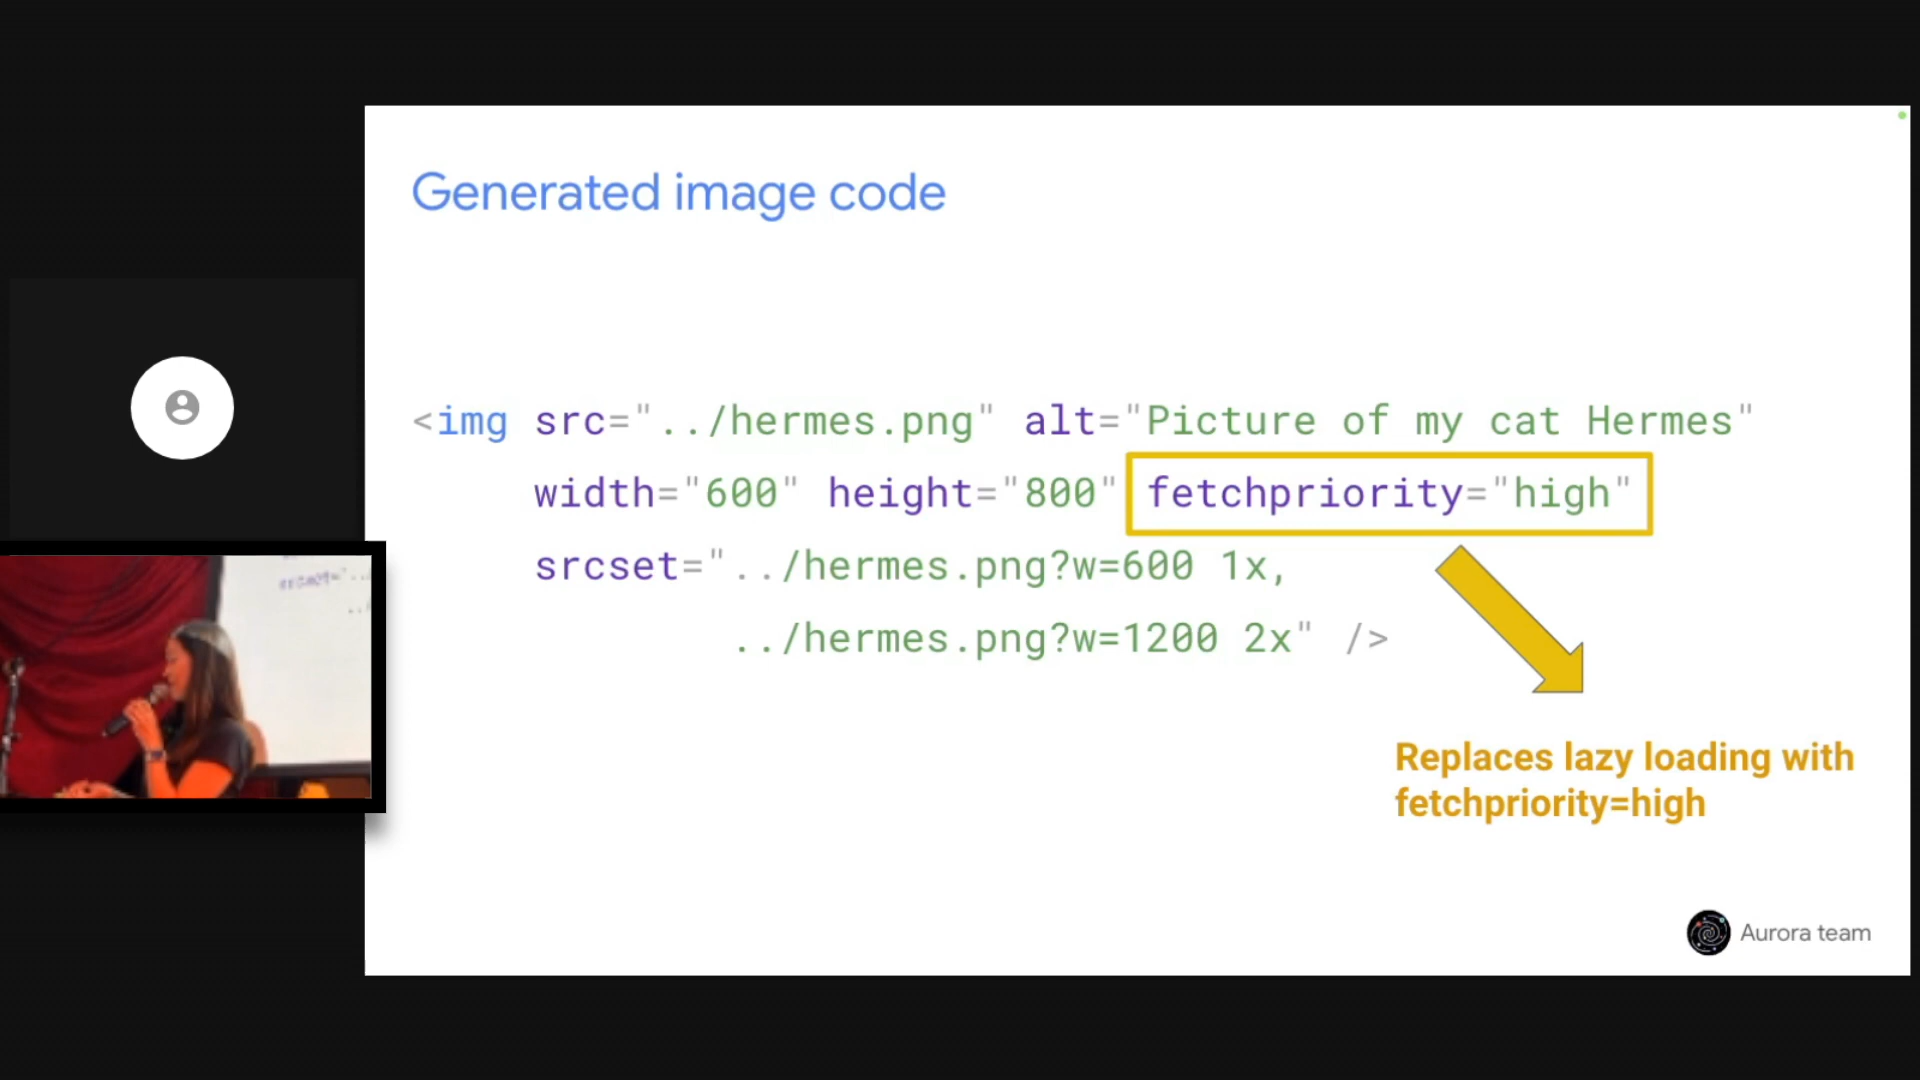 Generated image code
<img src="../hermes.png" alt="Picture of my cat Hermes"
width="600" height="800" fetchpriority="high"
srcset="../hermes.png?w=600 1x,
../hermes.png?w=1200 2x" />
Replaces lazy loading with
fetchpriority=high
Aurora team